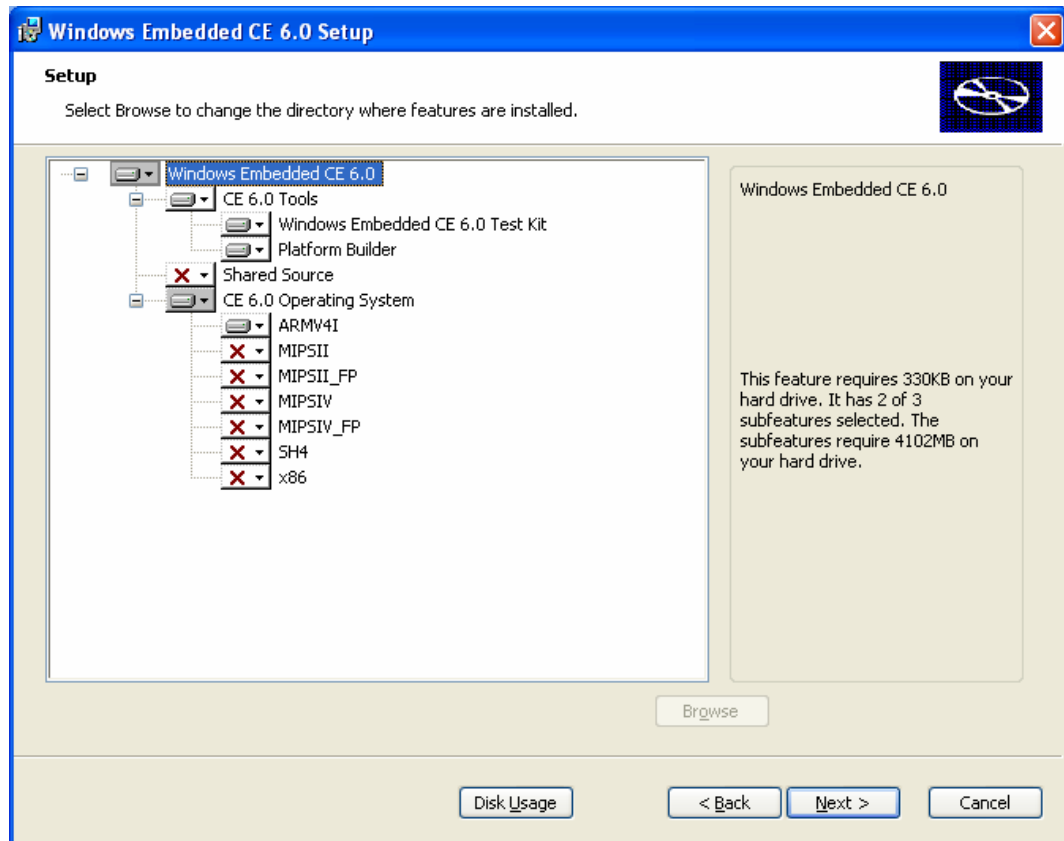 Windows Embedded CE 6.0 Setup
Setup
Select Browse to change the directory where features are installed.
Windows Embedded CE 6.0
CE 6.0 Tools
Windows Embedded CE 6.0 Test Kit
Platform Builder
Shared Source
CE 6.0 Operating System
ARMV4I
MIPSII
MIPSII_FP
MIPSIV
MIPSIV_FP
SH4
x86
Windows Embedded CE 6.0
This feature requires 330KB on your
hard drive. It has 2 of 3
subfeatures selected. The
subfeatures require 4102MB on
your hard drive.
Browse
Disk Usage
< Back
Next >
Cancel